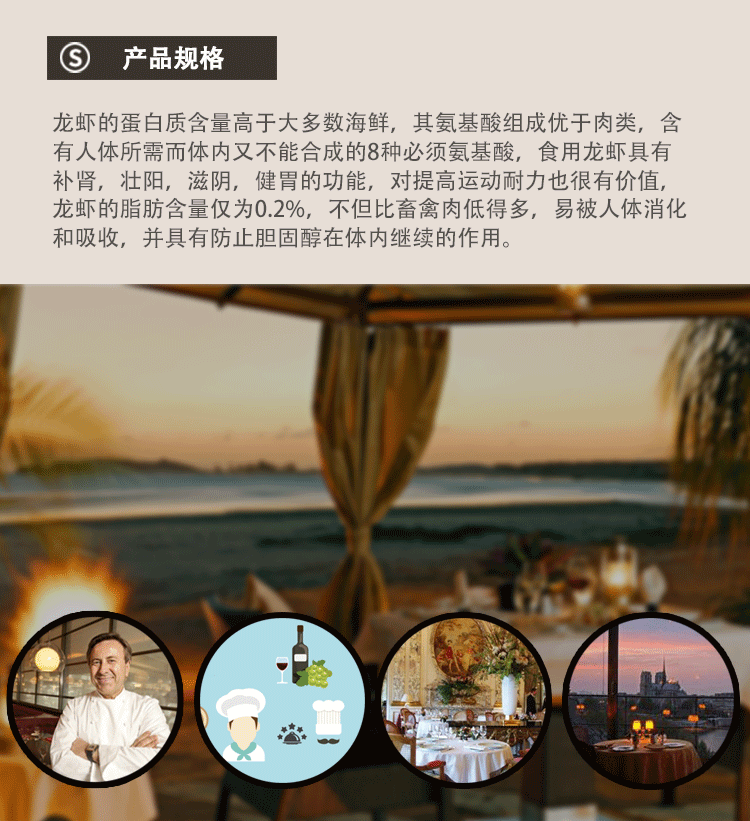 S 产品规格
龙虾的蛋白质含量高于大多数海鲜，其氨基酸组成优于肉类，含
有人体所需而体内又不能合成的8种必须氨基酸，食用龙虾具有
补肾，壮阳，滋阴，健胃的功能，对提高运动耐力也很有价值，
龙虾的脂肪含量仅为0.2%，不但比畜禽肉低得多，易被人体消化
和吸收，并具有防止胆固醇在体内继续的作用。